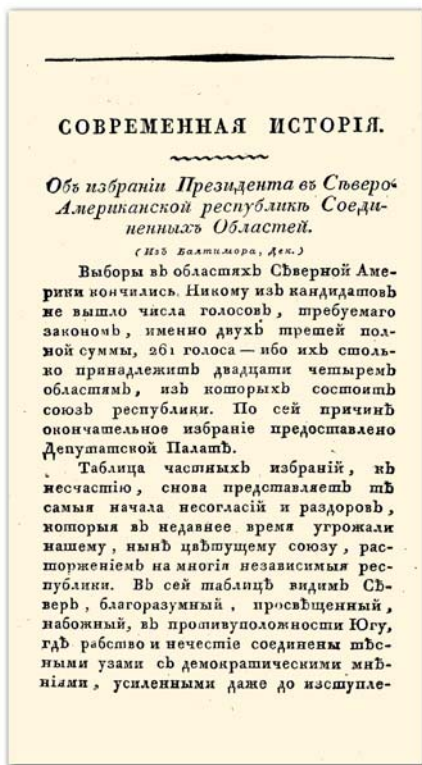 СОВРЕМЕННАЯ ИСТОРІЯ.
Объ избраніи Президента въ Сѣверо-
Американской республикѣ Соеди-
ненныхъ Областей.
(Изъ Балтимора, Дек.)
Выборы въ областяхъ Сѣверной Аме-
рики кончились. Никому изъ кандидатовъ
не вышло числа голосовъ, требуемаго
закономъ, именно двухъ третей пол-
ной суммы, 261 голоса — ибо ихъ столь-
ко принадлежитъ двадцати четыремъ
областямъ, изъ которыхъ состоитъ
союзъ республики. По сей причинѣ
окончательное избраніе предоставлено
Депутатской Палатѣ.
Таблица частныхъ избраній, къ
несчастію, снова представляетъ тѣ
самыя начала несогласій и раздоровъ,
которыя въ недавнее время угрожали
нашему, нынѣ цвѣтущему союзу, рас-
торженіемъ на многія независимыя рес-
публики. Въ сей таблицѣ видимъ Сѣ-
веръ, благоразумный, просвѣщенный,
набожный, въ противуположности Югу,
гдѣ рабство и нечестіе соединены тѣс-
ными узами съ демократическими мнѣ-
ніями, усиленными даже до изступле-